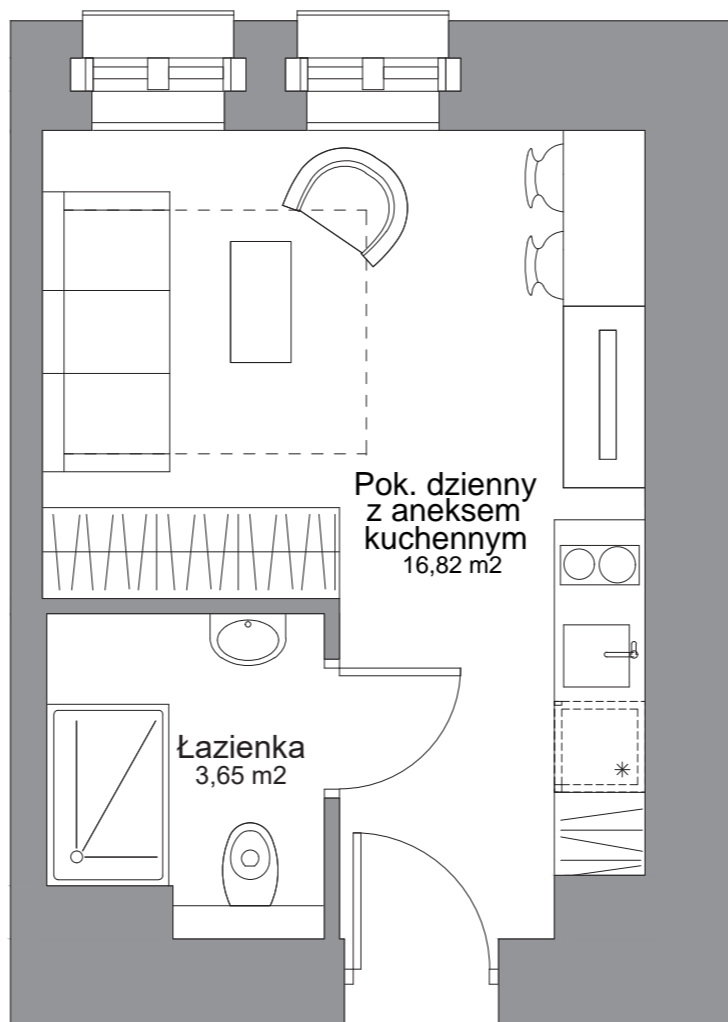 Pok. dzienny
z aneksem
kuchennym
16,82 m2
Łazienka
3,65 m2